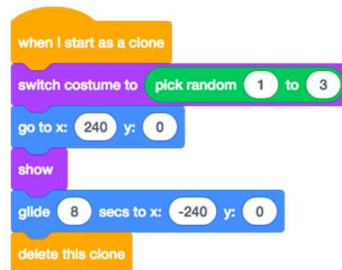 when I start as a clone
switch costume to pick random 1 to 3
go to x: 240 y: 0
show
glide 8 secs to x: -240 y: 0
delete this clone